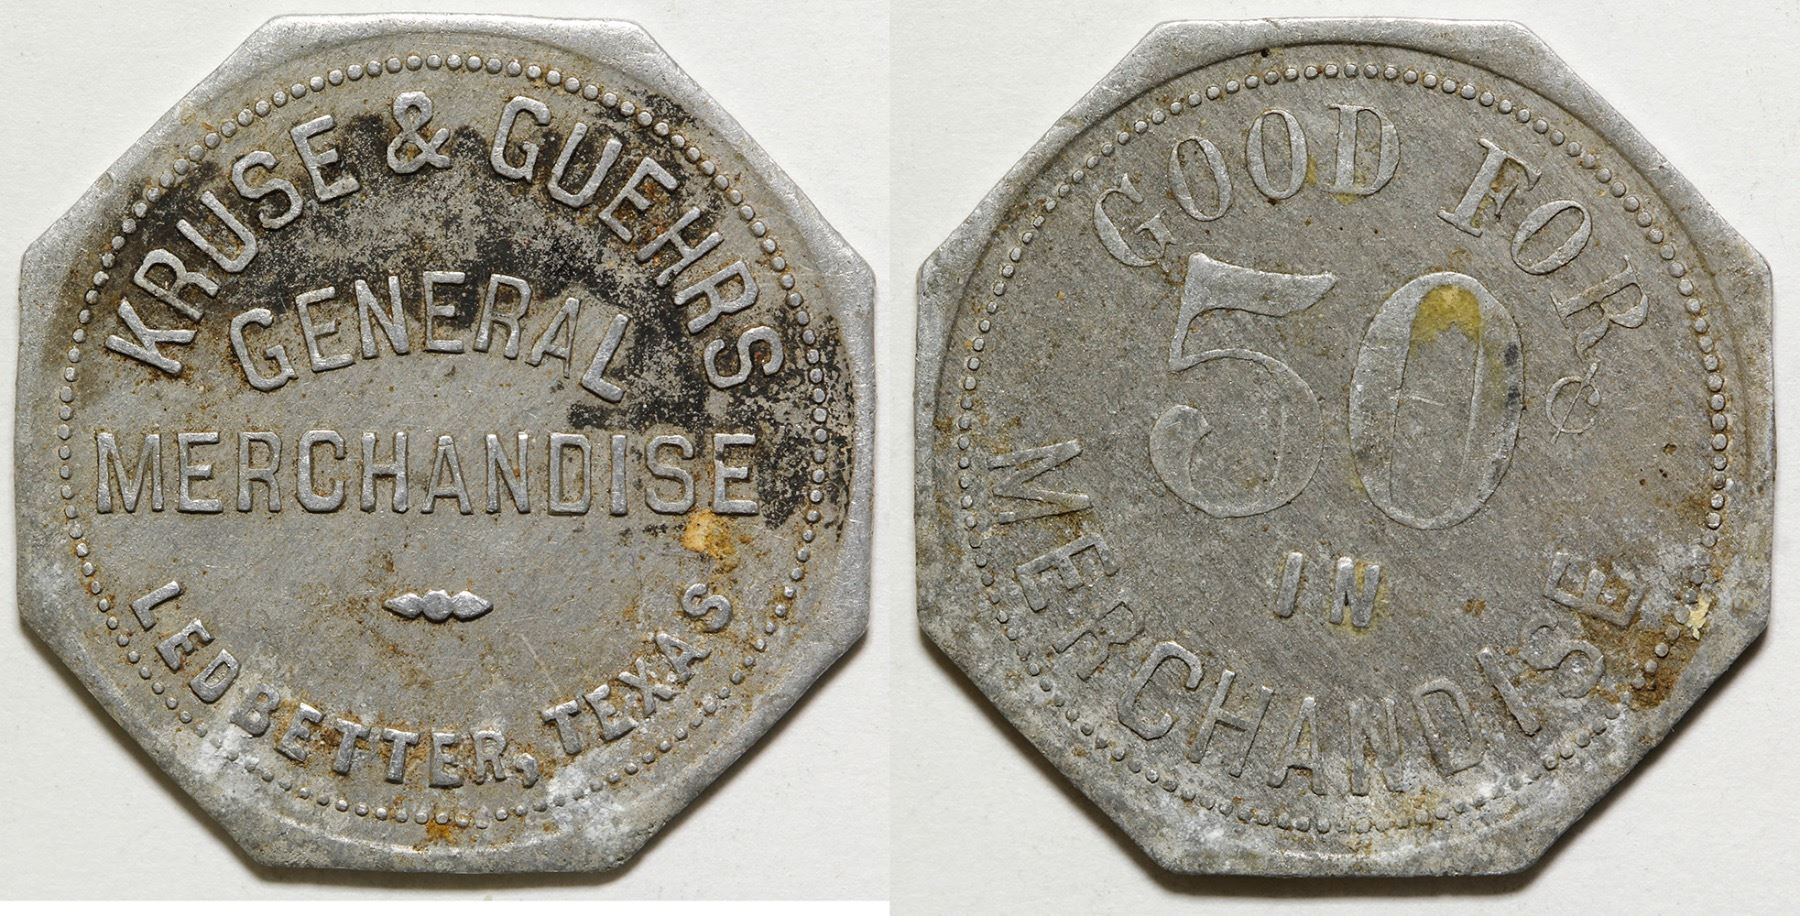 KRUSE & GUEHRS
GENERAL
MERCHANDISE
LEDBETTER, TEXAS
GOOD FOR
50¢
IN
MERCHANDISE